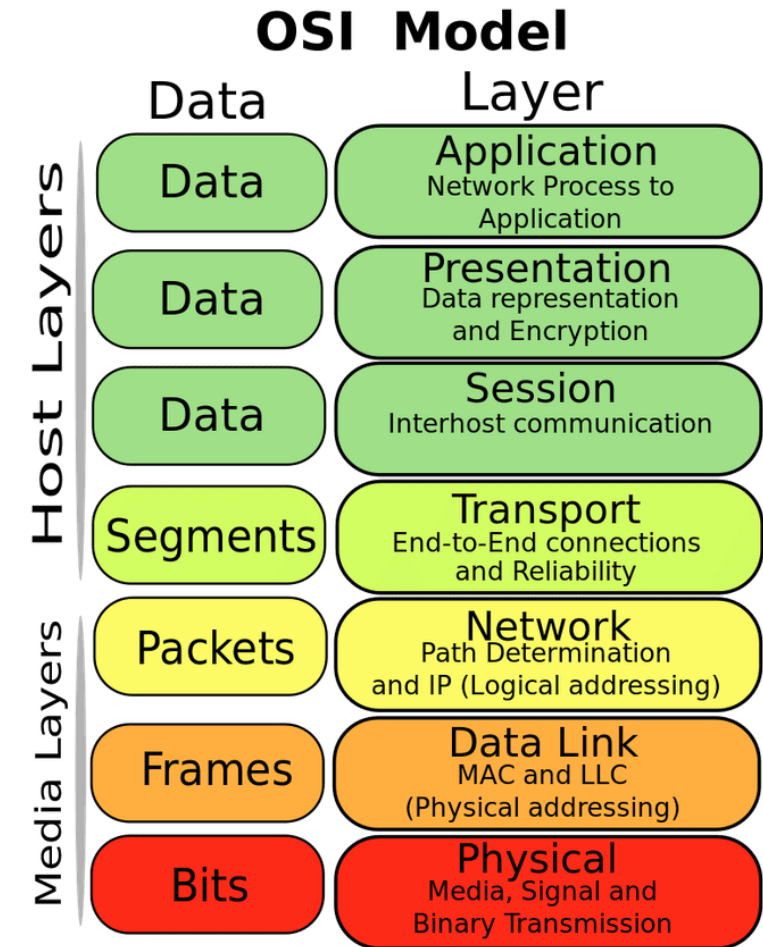 OSI Model
Data
Layer
Host Layers
Data
Application
Network Process to
Application
Data
Presentation
Data representation
and Encryption
Data
Session
Interhost communication
Segments
Transport
End-to-End connections
and Reliability
Media Layers
Packets
Network
Path Determination
and IP (Logical addressing)
Frames
Data Link
MAC and LLC
(Physical addressing)
Bits
Physical
Media, Signal and
Binary Transmission